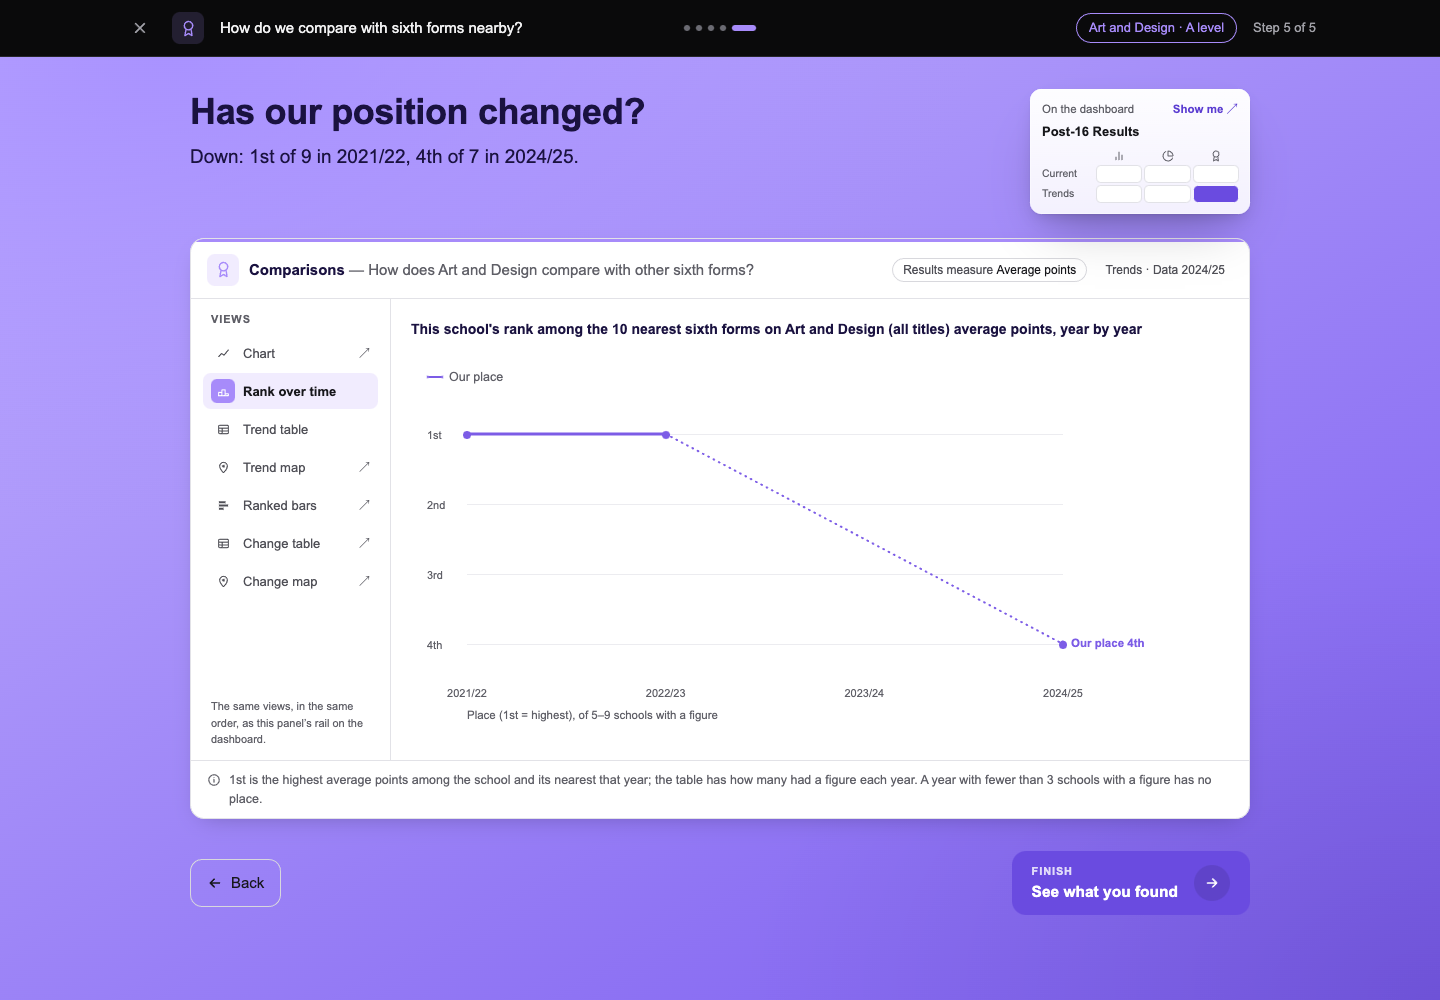 How do we compare with sixth forms nearby?
Art and Design · A level
Step 5 of 5
Has our position changed?
Down: 1st of 9 in 2021/22, 4th of 7 in 2024/25.
On the dashboard
Show me
Post-16 Results
Current
Trends
Comparisons — How does Art and Design compare with other sixth forms?
Results measure Average points
Trends · Data 2024/25
VIEWS
Chart
Rank over time
Trend table
Trend map
Ranked bars
Change table
Change map
The same views, in the same
order, as this panel's rail on the
dashboard.
This school's rank among the 10 nearest sixth forms on Art and Design (all titles) average points, year by year
Our place
1st
2nd
3rd
4th
Our place 4th
2021/22
2022/23
2023/24
2024/25
Place (1st = highest), of 5–9 schools with a figure
1st is the highest average points among the school and its nearest that year; the table has how many had a figure each year. A year with fewer than 3 schools with a figure has no
place.
Back
FINISH
See what you found